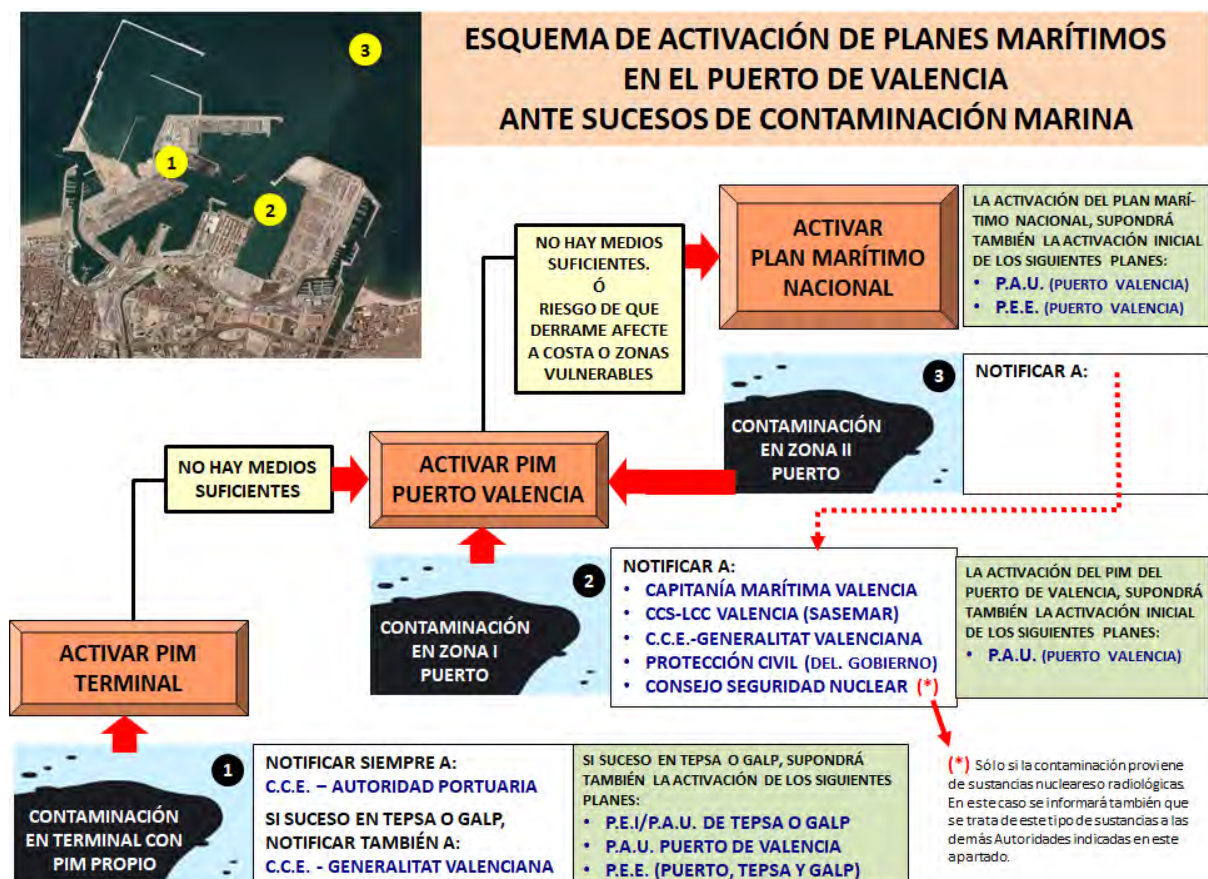 ESQUEMA DE ACTIVACIÓN DE PLANES MARÍTIMOS
EN EL PUERTO DE VALENCIA
ANTE SUCESOS DE CONTAMINACIÓN MARINA
3
1
2
ACTIVAR
PLAN MARÍTIMO
NACIONAL
LA ACTIVACIÓN DEL PLAN MARÍ-
TIMO NACIONAL, SUPONDRÁ
TAMBIÉN LA ACTIVACIÓN INICIAL
DE LOS SIGUIENTES PLANES:
• P.A.U. (PUERTO VALENCIA)
• P.E.E. (PUERTO VALENCIA)
NO HAY MEDIOS
SUFICIENTES.
Ó
RIESGO DE QUE
DERRAME AFECTE
A COSTA O ZONAS
VULNERABLES
3
CONTAMINACIÓN
EN ZONA II
PUERTO
NOTIFICAR A:
NO HAY MEDIOS
SUFICIENTES
ACTIVAR PIM
PUERTO VALENCIA
2
CONTAMINACIÓN
EN ZONA I
PUERTO
NOTIFICAR A:
• CAPITANÍA MARÍTIMA VALENCIA
• CCS-LCC VALENCIA (SASEMAR)
• C.C.E.-GENERALITAT VALENCIANA
• PROTECCIÓN CIVIL (DEL. GOBIERNO)
• CONSEJO SEGURIDAD NUCLEAR (*)
LA ACTIVACIÓN DEL PIM DEL
PUERTO DE VALENCIA, SUPONDRÁ
TAMBIÉN LA ACTIVACIÓN INICIAL
DE LOS SIGUIENTES PLANES:
• P.A.U. (PUERTO VALENCIA)
ACTIVAR PIM
TERMINAL
1
CONTAMINACIÓN
EN TERMINAL CON
PIM PROPIO
NOTIFICAR SIEMPRE A:
C.C.E. – AUTORIDAD PORTUARIA
SI SUCESO EN TEPSA O GALP,
NOTIFICAR TAMBIÉN A:
C.C.E. - GENERALITAT VALENCIANA
SI SUCESO EN TEPSA O GALP, SUPONDRÁ
TAMBIÉN LA ACTIVACIÓN DE LOS SIGUIENTES
PLANES:
• P.E.I/P.A.U. DE TEPSA O GALP
• P.A.U. PUERTO DE VALENCIA
• P.E.E. (PUERTO, TEPSA Y GALP)
(*) Sólo si la contaminación proviene
de sustancias nucleares o radiológicas.
En este caso se informará también que
se trata de este tipo de sustancias a las
demás Autoridades indicadas en este
apartado.